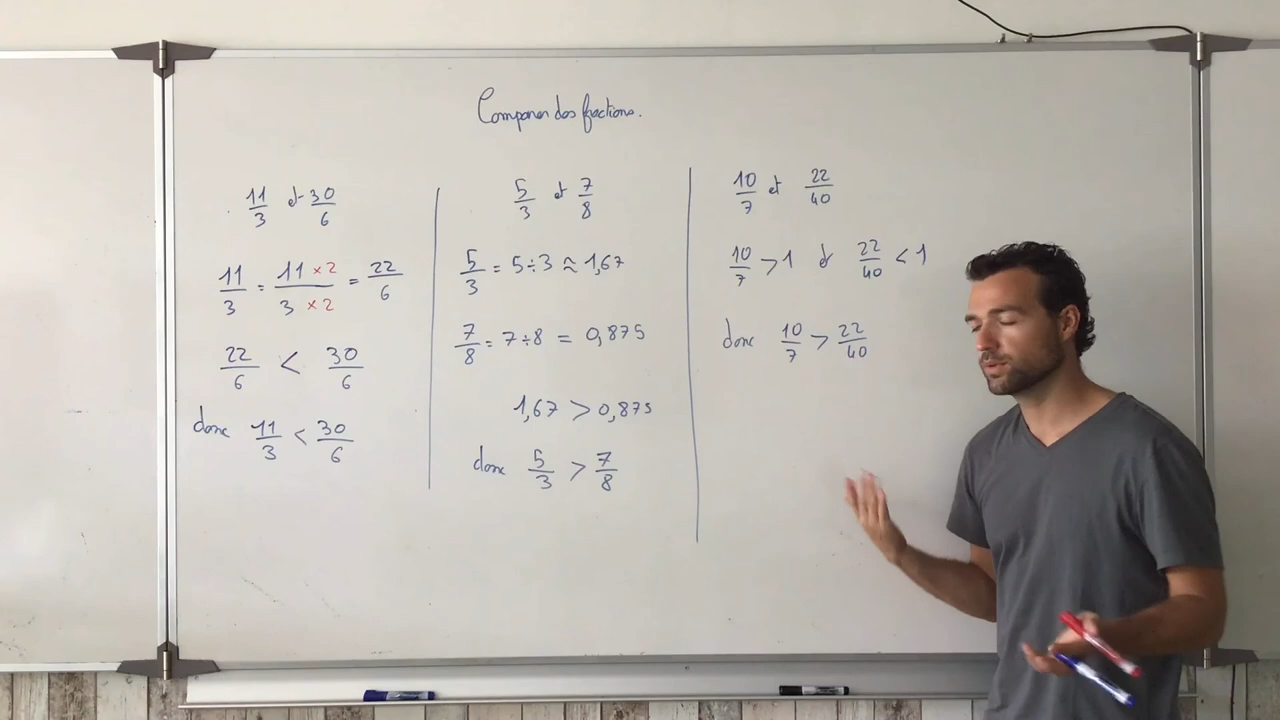 Comparer des fractions.
11/3 et 30/6
11/3 = 11 × 2 / 3 × 2 = 22/6
22/6 < 30/6
donc 11/3 < 30/6
5/3 et 7/8
5/3 = 5 ÷ 3 ≈ 1,67
7/8 = 7 ÷ 8 = 0,875
1,67 > 0,875
donc 5/3 > 7/8
10/7 et 22/40
10/7 > 1 et 22/40 < 1
donc 10/7 > 22/40